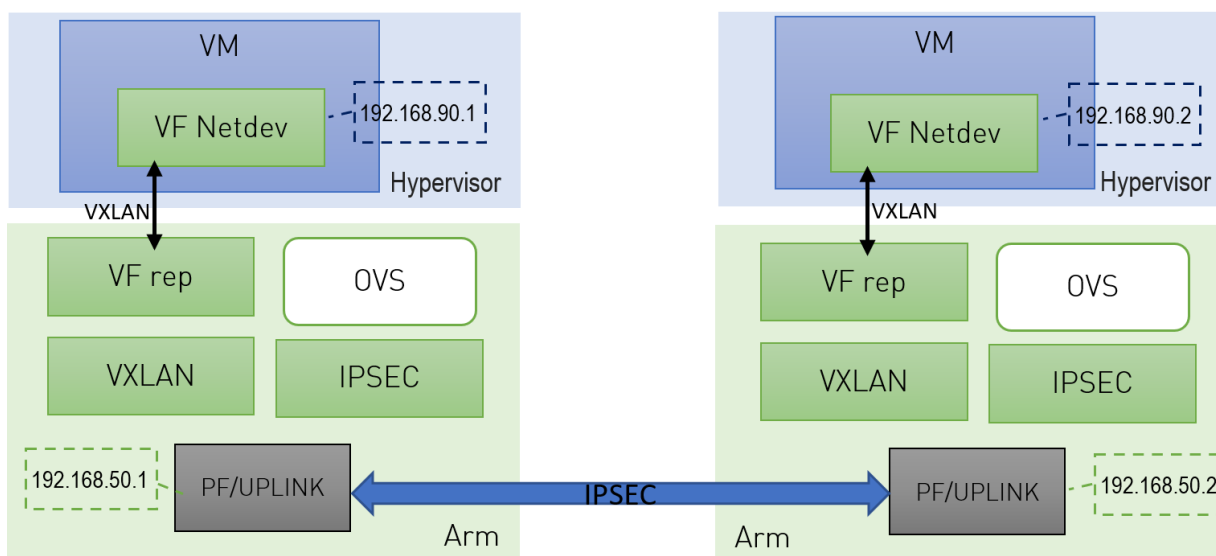 VM
VF Netdev
192.168.90.1
Hypervisor
VXLAN
VF rep
OVS
VXLAN
IPSEC
192.168.50.1
PF/UPLINK
Arm
IPSEC
VM
VF Netdev
192.168.90.2
Hypervisor
VXLAN
VF rep
OVS
VXLAN
IPSEC
PF/UPLINK
192.168.50.2
Arm